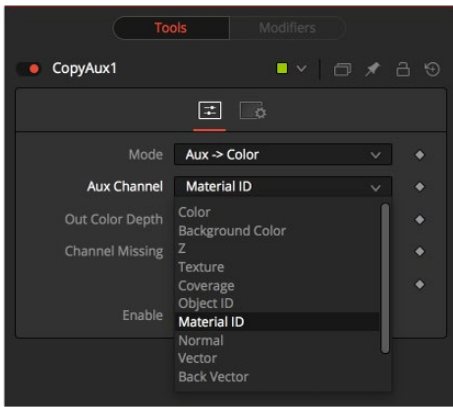 Tools Modifiers
CopyAux1
Mode Aux -> Color
Aux Channel Material ID
Out Color Depth Color
Background Color
Channel Missing Z
Texture
Coverage
Object ID
Enable Material ID
Normal
Vector
Back Vector